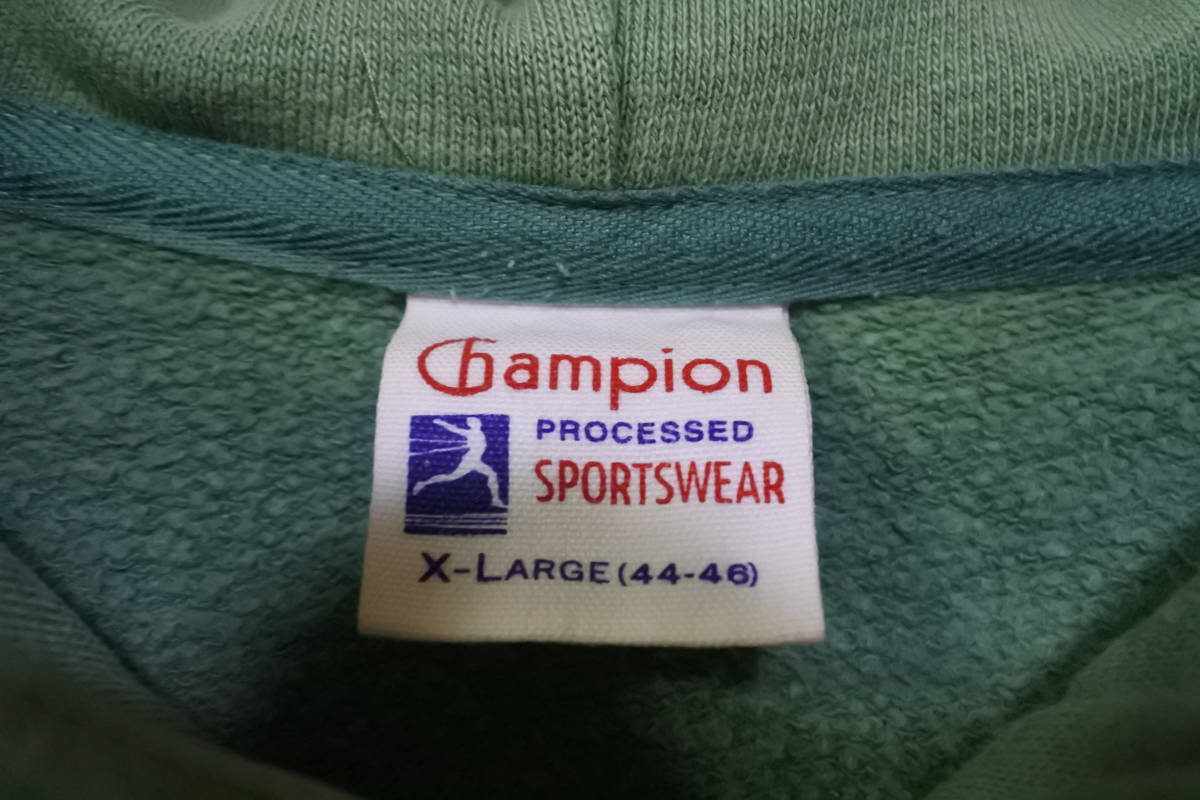 Champion
PROCESSED
SPORTSWEAR
X-LARGE (44-46)